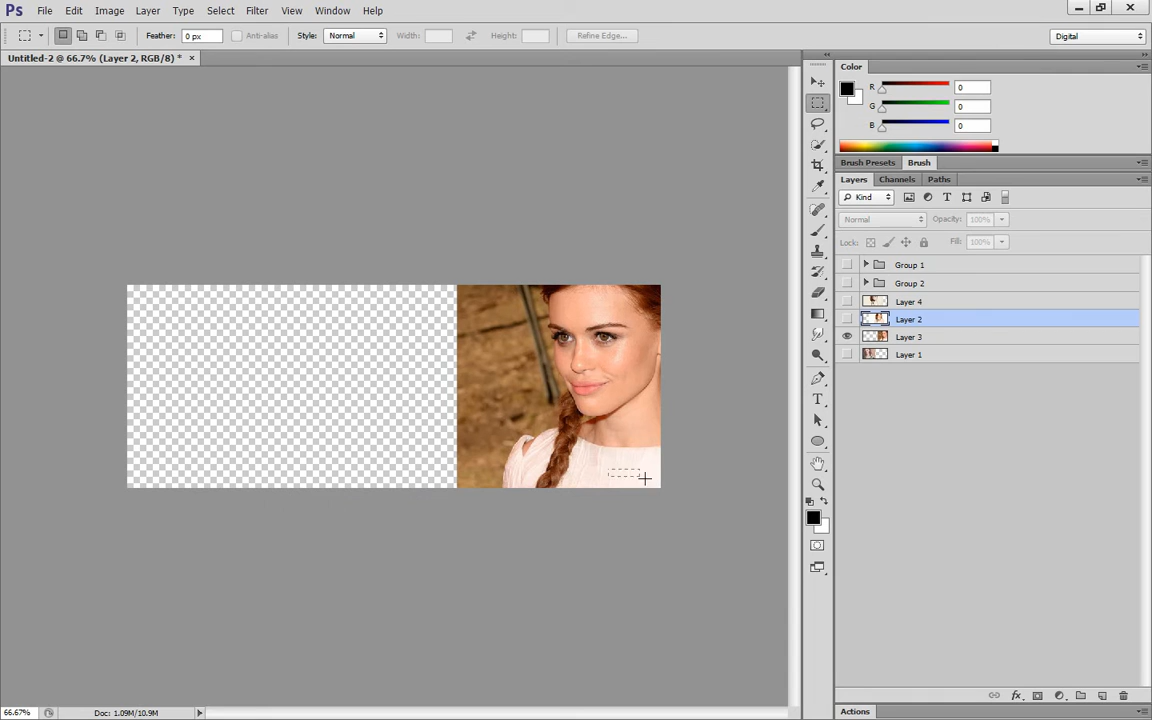 Ps File Edit Image Layer Type Select Filter View Window Help
Feather: 0 px Anti-alias Style: Normal Width: Height: Refine Edge... Digital
Untitled-2 @ 66.7% (Layer 2, RGB/8) * ×
Color
R 0
G 0
B 0
Brush Presets Brush
Layers Channels Paths
Kind
Normal Opacity: 100%
Lock: Fill: 100%
Group 1
Group 2
Layer 4
Layer 2
Layer 3
Layer 1
fx
66.67% Doc: 1.09M/10.9M
Actions